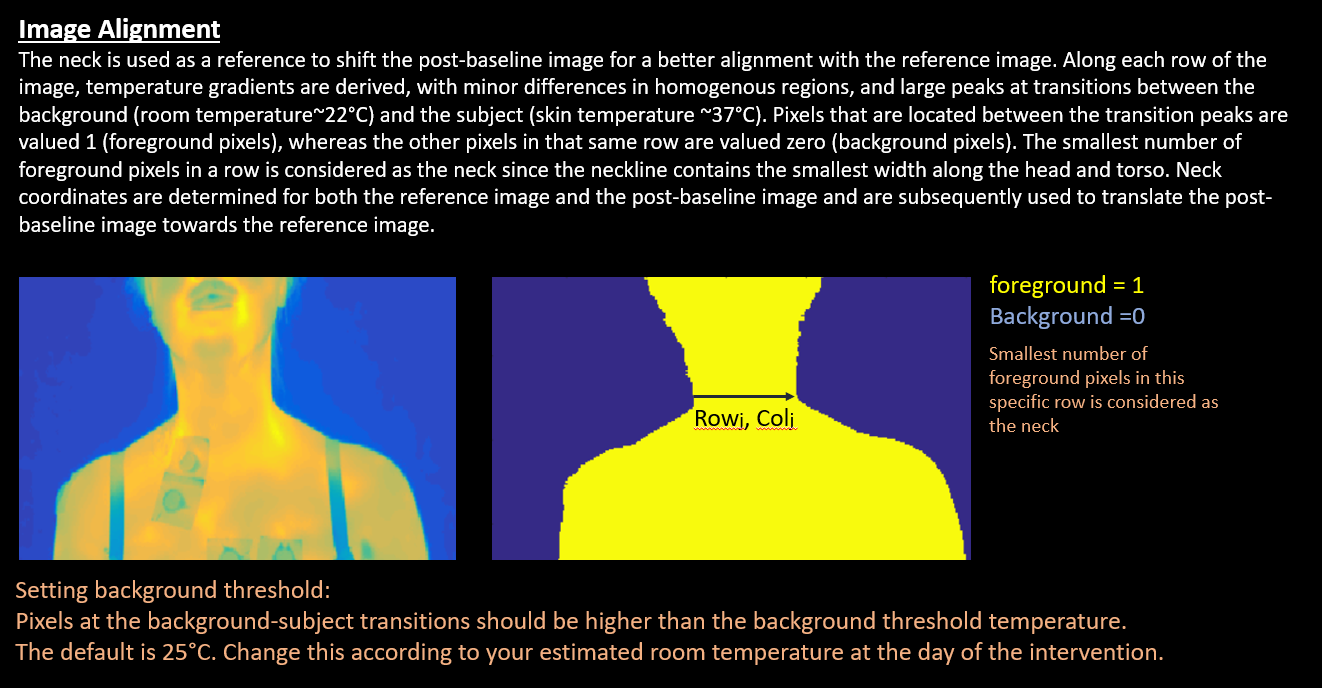 Image Alignment
The neck is used as a reference to shift the post-baseline image for a better alignment with the reference image. Along each row of the
image, temperature gradients are derived, with minor differences in homogenous regions, and large peaks at transitions between the
background (room temperature~22°C) and the subject (skin temperature ~37°C). Pixels that are located between the transition peaks are
valued 1 (foreground pixels), whereas the other pixels in that same row are valued zero (background pixels). The smallest number of
foreground pixels in a row is considered as the neck since the neckline contains the smallest width along the head and torso. Neck
coordinates are determined for both the reference image and the post-baseline image and are subsequently used to translate the post-
baseline image towards the reference image.
foreground = 1
Background =0
Smallest number of
foreground pixels in this
specific row is considered as
the neck
Rowj, Colj
Setting background threshold:
Pixels at the background-subject transitions should be higher than the background threshold temperature.
The default is 25°C. Change this according to your estimated room temperature at the day of the intervention.